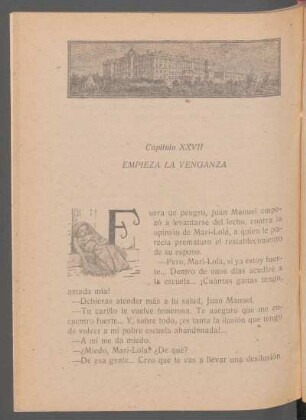 Capítulo XXVII
EMPIEZA LA VENGANZA
Fuera de peligro, Juan Manuel empe-
zó a levantarse del lecho, contra la
opinión de Mari-Lola, a quien le pa-
recía prematuro el restablecimiento
de su esposo.
—Pero, Mari-Lola, si ya estoy fuer-
te... Dentro de unos días acudiré a
la escuela... ¡Cuántas ganas tengo,
amada mía!
—Debieras atender más a tu salud, Juan Manuel.
—Tu cariño te vuelve temerosa. Te aseguro que me en-
cuentro fuerte... Y, sobre todo, ¡es tanta la ilusión que tengo
de volver a mi pobre escuela abandonada!...
—A mí me da miedo.
—¿Miedo, Mari-Lola? ¿De qué?
—De esa gente... Creo que te vas a llevar una desilusión.